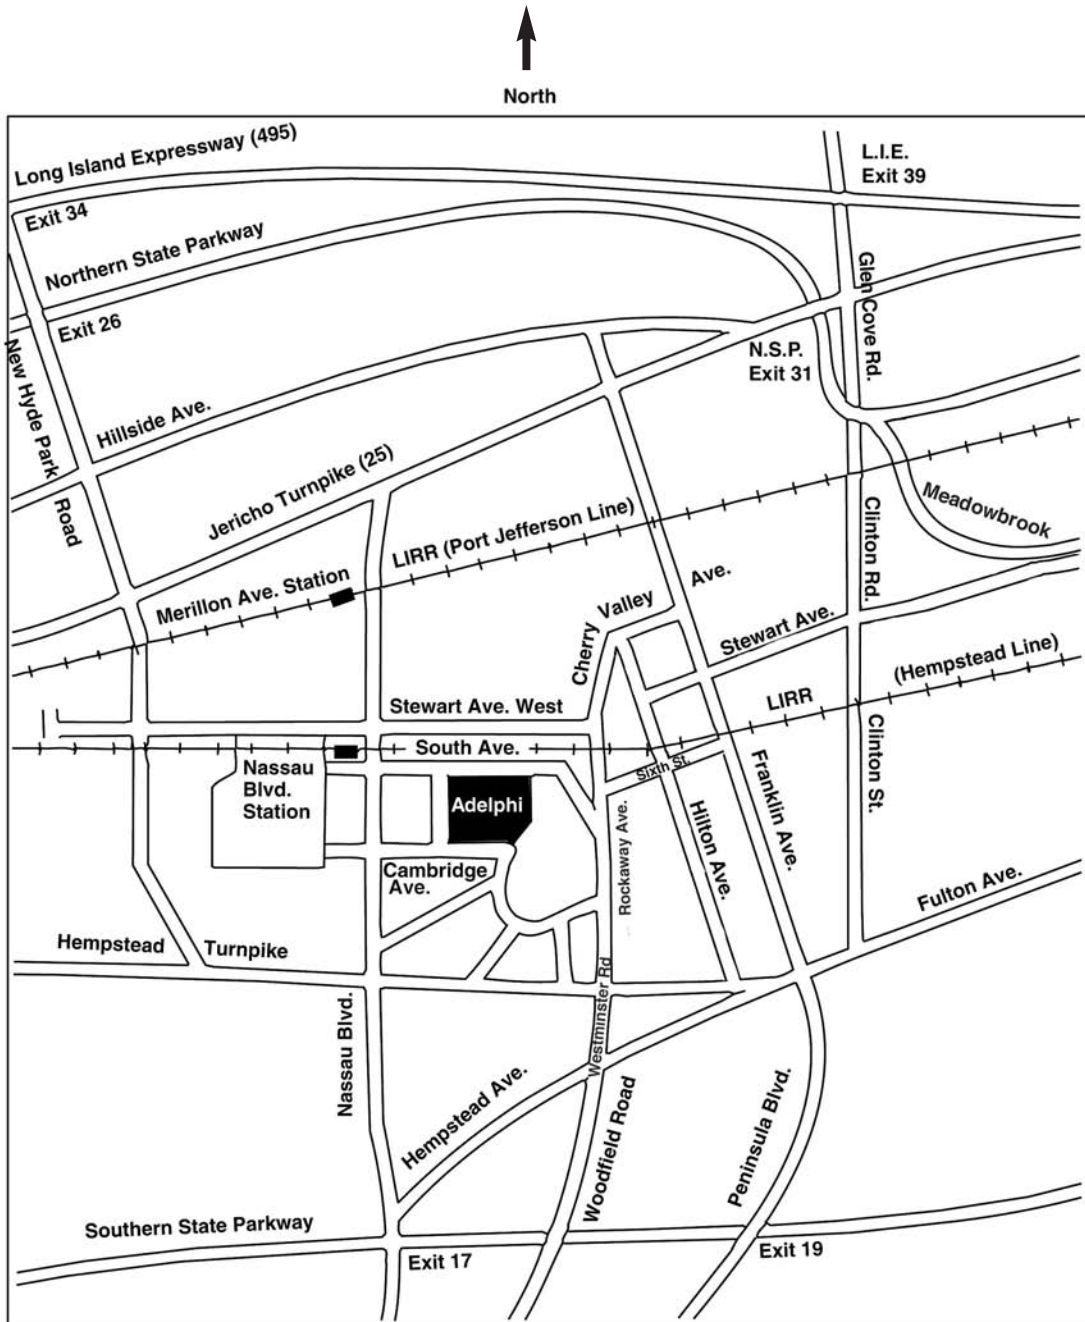 North
Long Island Expressway (495)
L.I.E.
Exit 39
Exit 34
Northern State Parkway
Exit 26
Glen Cove Rd.
N.S.P.
Exit 31
New Hyde Park
Road
Hillside Ave.
Jericho Turnpike (25)
LIRR (Port Jefferson Line)
Meadowbrook
Clinton Rd.
Merillon Ave. Station
Cherry
Valley
Ave.
Stewart Ave.
(Hempstead Line)
LIRR
Stewart Ave. West
South Ave.
Clinton St.
Nassau
Blvd.
Station
Adelphi
Sixth St.
Franklin Ave.
Hilton Ave.
Rockaway Ave.
Cambridge
Ave.
Fulton Ave.
Hempstead
Turnpike
Westminster Rd
Nassau Blvd.
Hempstead Ave.
Woodfield Road
Peninsula Blvd.
Southern State Parkway
Exit 17
Exit 19